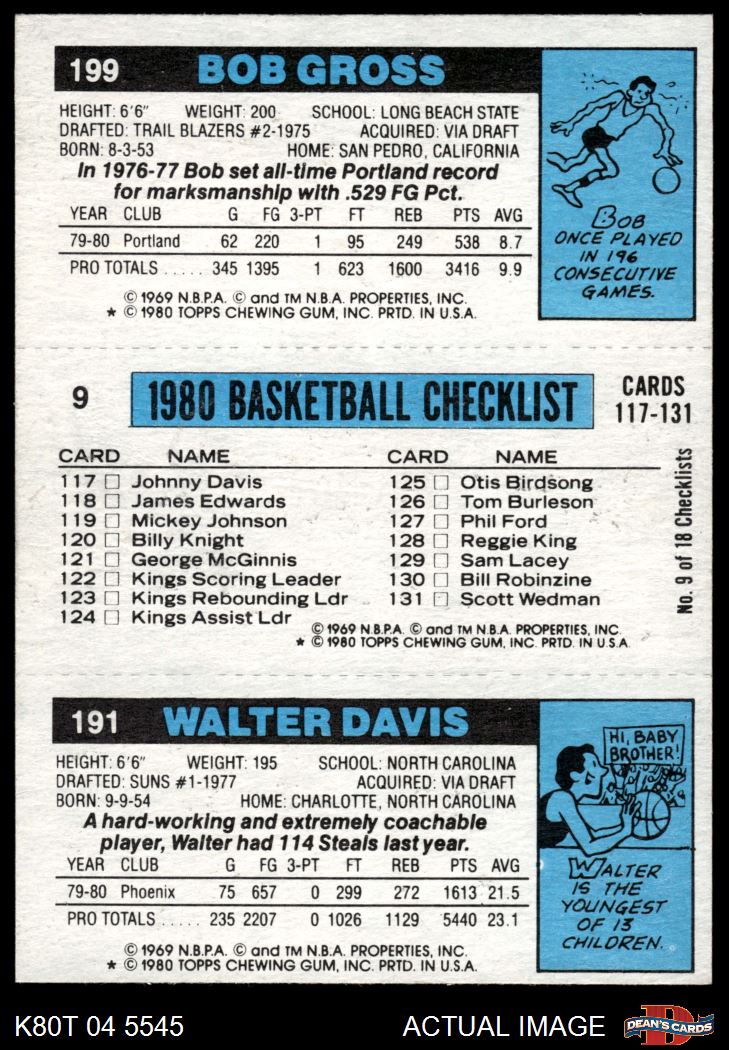 199 BOB GROSS
HEIGHT: 6'6" WEIGHT: 200 SCHOOL: LONG BEACH STATE
DRAFTED: TRAIL BLAZERS #2-1975 ACQUIRED: VIA DRAFT
BORN: 8-3-53 HOME: SAN PEDRO, CALIFORNIA
In 1976-77 Bob set all-time Portland record
for marksmanship with .529 FG Pct.
YEAR CLUB G FG 3-PT FT REB PTS AVG
79-80 Portland 62 220 1 95 249 538 8.7
PRO TOTALS ..... 345 1395 1 623 1600 3416 9.9
© 1969 N.B.P.A. © and TM N.B.A. PROPERTIES, INC.
★ © 1980 TOPPS CHEWING GUM, INC. PRTD. IN U.S.A.
BOB
ONCE PLAYED
IN 196
CONSECUTIVE
GAMES.
9 1980 BASKETBALL CHECKLIST CARDS
117-131
CARD NAME
117 □ Johnny Davis
118 □ James Edwards
119 □ Mickey Johnson
120 □ Billy Knight
121 □ George McGinnis
122 □ Kings Scoring Leader
123 □ Kings Rebounding Ldr
124 □ Kings Assist Ldr
CARD NAME
125 □ Otis Birdsong
126 □ Tom Burleson
127 □ Phil Ford
128 □ Reggie King
129 □ Sam Lacey
130 □ Bill Robinzine
131 □ Scott Wedman
© 1969 N.B.P.A. © and TM N.B.A. PROPERTIES, INC.
★ © 1980 TOPPS CHEWING GUM, INC. PRTD. IN U.S.A.
No. 9 of 18 Checklists
191 WALTER DAVIS
HEIGHT: 6'6" WEIGHT: 195 SCHOOL: NORTH CAROLINA
DRAFTED: SUNS #1-1977 ACQUIRED: VIA DRAFT
BORN: 9-9-54 HOME: CHARLOTTE, NORTH CAROLINA
A hard-working and extremely coachable
player, Walter had 114 Steals last year.
YEAR CLUB G FG 3-PT FT REB PTS AVG
79-80 Phoenix 75 657 0 299 272 1613 21.5
PRO TOTALS ..... 235 2207 0 1026 1129 5440 23.1
© 1969 N.B.P.A. © and TM N.B.A. PROPERTIES, INC.
★ © 1980 TOPPS CHEWING GUM, INC. PRTD. IN U.S.A.
HI, BABY
BROTHER!
WALTER
IS THE
YOUNGEST
OF 13
CHILDREN.
K80T 04 5545 ACTUAL IMAGE
D
DEAN'S CARDS